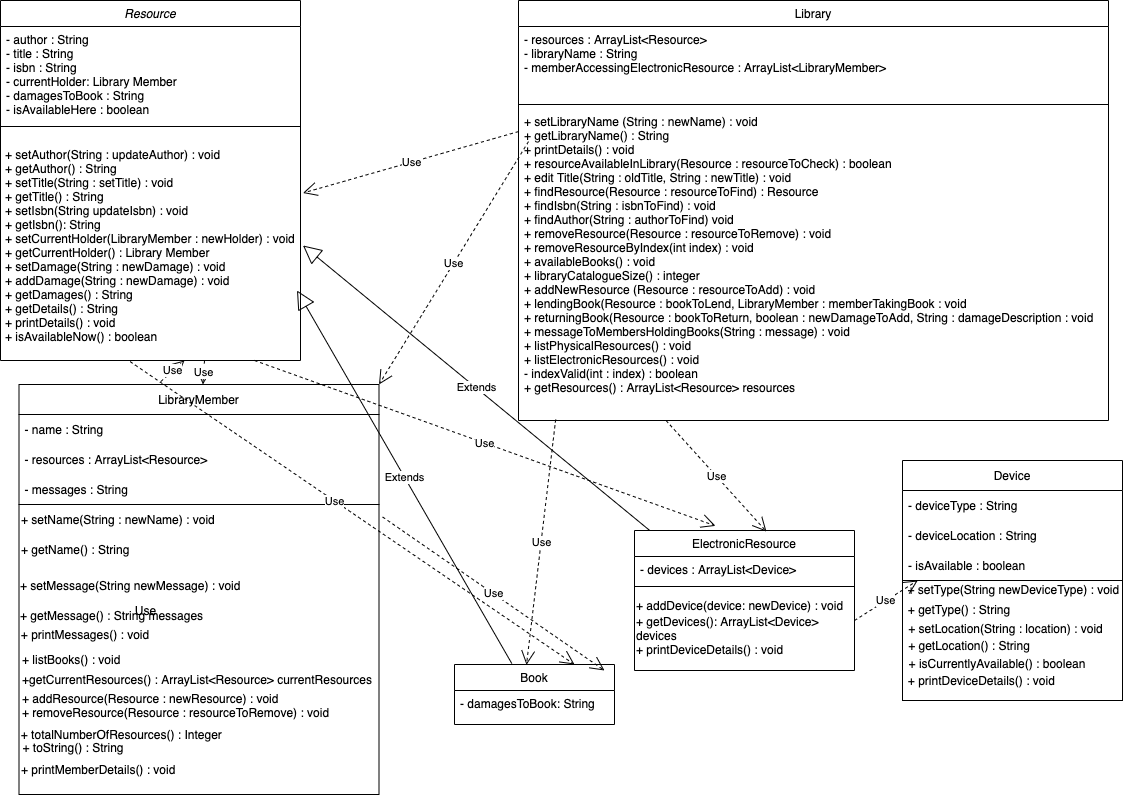 Resource
- author : String
- title : String
- isbn : String
- currentHolder: Library Member
- damagesToBook : String
- isAvailableHere : boolean
+ setAuthor(String : updateAuthor) : void
+ getAuthor() : String
+ setTitle(String : setTitle) : void
+ getTitle() : String
+ setIsbn(String updateIsbn) : void
+ getIsbn(): String
+ setCurrentHolder(LibraryMember : newHolder) : void
+ getCurrentHolder() : Library Member
+ setDamage(String : newDamage) : void
+ addDamage(String : newDamage) : void
+ getDamages() : String
+ getDetails() : String
+ printDetails() : void
+ isAvailableNow() : boolean
Library
- resources : ArrayList<Resource>
- libraryName : String
- memberAccessingElectronicResource : ArrayList<LibraryMember>
+ setLibraryName (String : newName) : void
+ getLibraryName() : String
+ printDetails() : void
+ resourceAvailableInLibrary(Resource : resourceToCheck) : boolean
+ edit Title(String : oldTitle, String : newTitle) : void
+ findResource(Resource : resourceToFind) : Resource
+ findIsbn(String : isbnToFind) : void
+ findAuthor(String : authorToFind) void
+ removeResource(Resource : resourceToRemove) : void
+ removeResourceByIndex(int index) : void
+ availableBooks() : void
+ libraryCatalogueSize() : integer
+ addNewResource (Resource : resourceToAdd) : void
+ lendingBook(Resource : bookToLend, LibraryMember : memberTakingBook : void
+ returningBook(Resource : bookToReturn, boolean : newDamageToAdd, String : damageDescription : void
+ messageToMembersHoldingBooks(String : message) : void
+ listPhysicalResources() : void
+ listElectronicResources() : void
- indexValid(int : index) : boolean
+ getResources() : ArrayList<Resource> resources
Use
Use
Use
Use
Extends
Use
Extends
Use
Use
Use
Use
Use
Use
LibraryMember
- name : String
- resources : ArrayList<Resource>
- messages : String
+ setName(String : newName) : void
+ getName() : String
+ setMessage(String newMessage) : void
Use
+ getMessage() : String messages
+ printMessages() : void
+ listBooks() : void
+getCurrentResources() : ArrayList<Resource> currentResources
+ addResource(Resource : newResource) : void
+ removeResource(Resource : resourceToRemove) : void
+ totalNumberOfResources() : Integer
+ toString() : String
+ printMemberDetails() : void
Book
- damagesToBook: String
ElectronicResource
- devices : ArrayList<Device>
+ addDevice(device: newDevice) : void
+ getDevices(): ArrayList<Device>
devices
+ printDeviceDetails() : void
Device
- deviceType : String
- deviceLocation : String
- isAvailable : boolean
+ setType(String newDeviceType) : void
+ getType() : String
+ setLocation(String : location) : void
+ getLocation() : String
+ isCurrentlyAvailable() : boolean
+ printDeviceDetails() : void